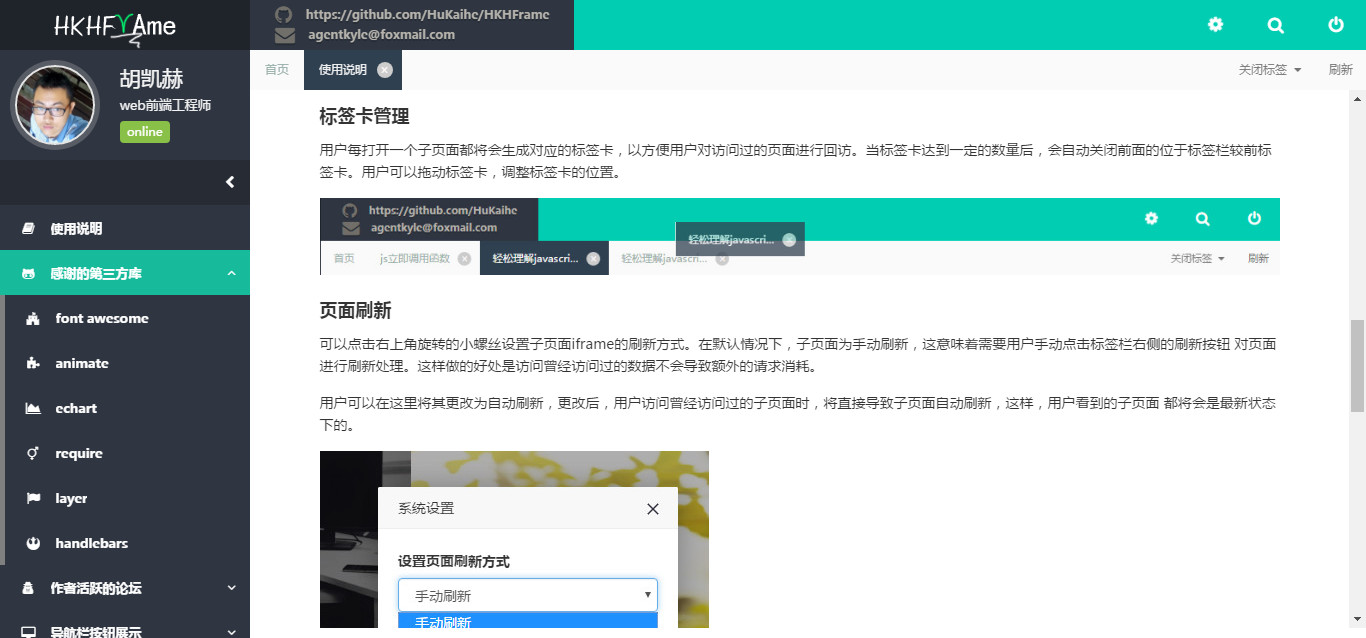 HKHFrAme
https://github.com/HuKaihe/HKHFrame
agentkyle@foxmail.com
胡凯赫
web前端工程师
online
首页
使用说明
关闭标签
刷新
使用说明
感谢的第三方库
font awesome
animate
echart
require
layer
handlebars
作者活跃的论坛
导航栏按钮展示
标签卡管理
用户每打开一个子页面都将会生成对应的标签卡，以方便用户对访问过的页面进行回访。当标签卡达到一定的数量后，会自动关闭前面的位于标签栏较前标
签卡。用户可以拖动标签卡，调整标签卡的位置。
https://github.com/HuKaihe
agentkyle@foxmail.com
轻松理解javascri...
首页
js立即调用函数
轻松理解javascri...
轻松理解javascri...
关闭标签
刷新
页面刷新
可以点击右上角旋转的小螺丝设置子页面iframe的刷新方式。在默认情况下，子页面为手动刷新，这意味着需要用户手动点击标签栏右侧的刷新按钮 对页面
进行刷新处理。这样做的好处是访问曾经访问过的数据不会导致额外的请求消耗。
用户可以在这里将其更改为自动刷新，更改后，用户访问曾经访问过的子页面时，将直接导致子页面自动刷新，这样，用户看到的子页面 都将会是最新状态
下的。
系统设置
设置页面刷新方式
手动刷新
手动刷新